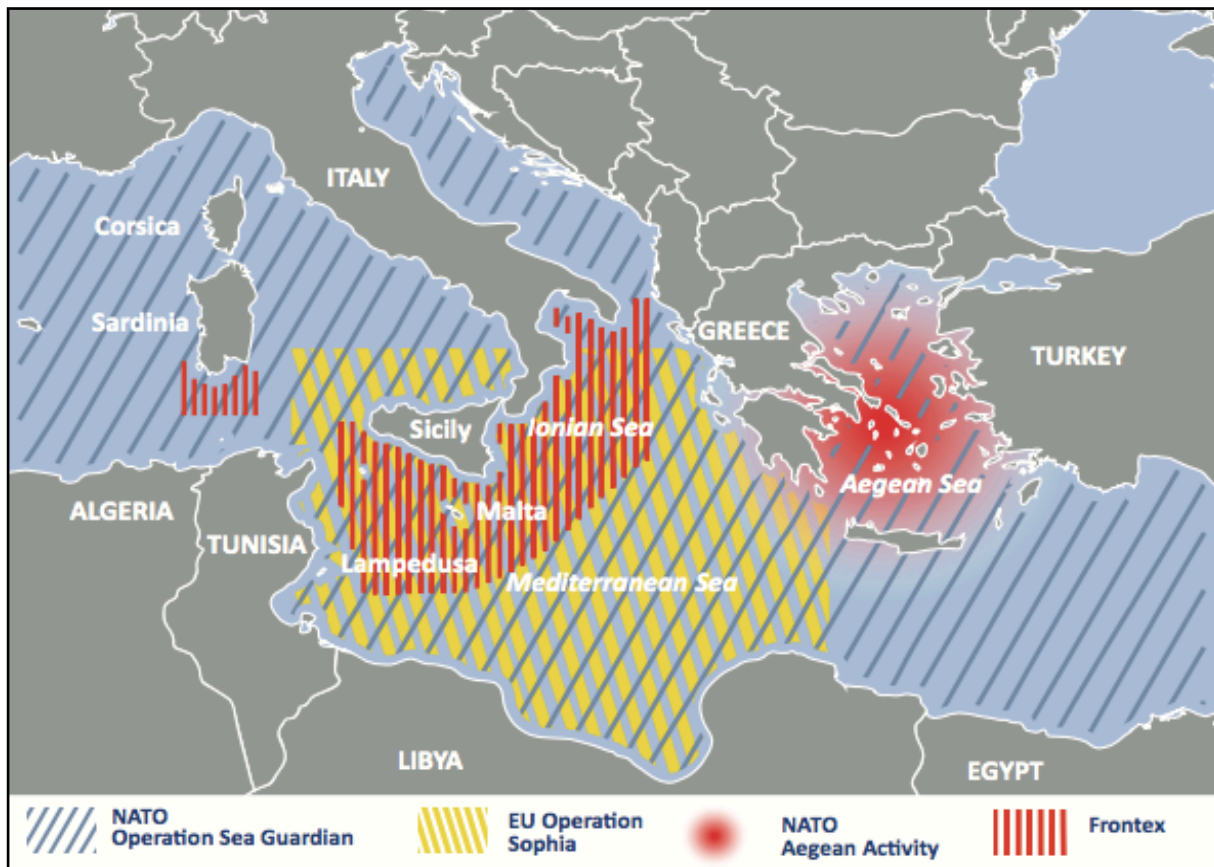 ITALY
Corsica
Sardinia
GREECE
TURKEY
Sicily
Ionian Sea
Aegean Sea
ALGERIA
Malta
TUNISIA
Lampedusa
Mediterranean Sea
LIBYA
EGYPT
NATO
Operation Sea Guardian
EU Operation
Sophia
NATO
Aegean Activity
Frontex